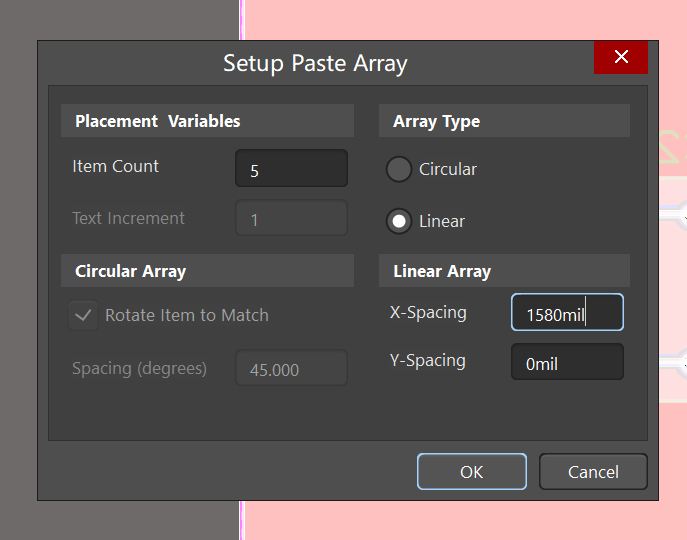 Setup Paste Array
Placement Variables
Item Count
5
Text Increment
1
Array Type
Circular
Linear
Circular Array
Rotate Item to Match
Spacing (degrees)
45.000
Linear Array
X-Spacing
1580mil
Y-Spacing
0mil
OK
Cancel